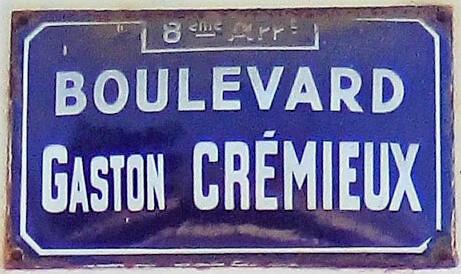 8ème Arrt
BOULEVARD
GASTON CRÉMIEUX